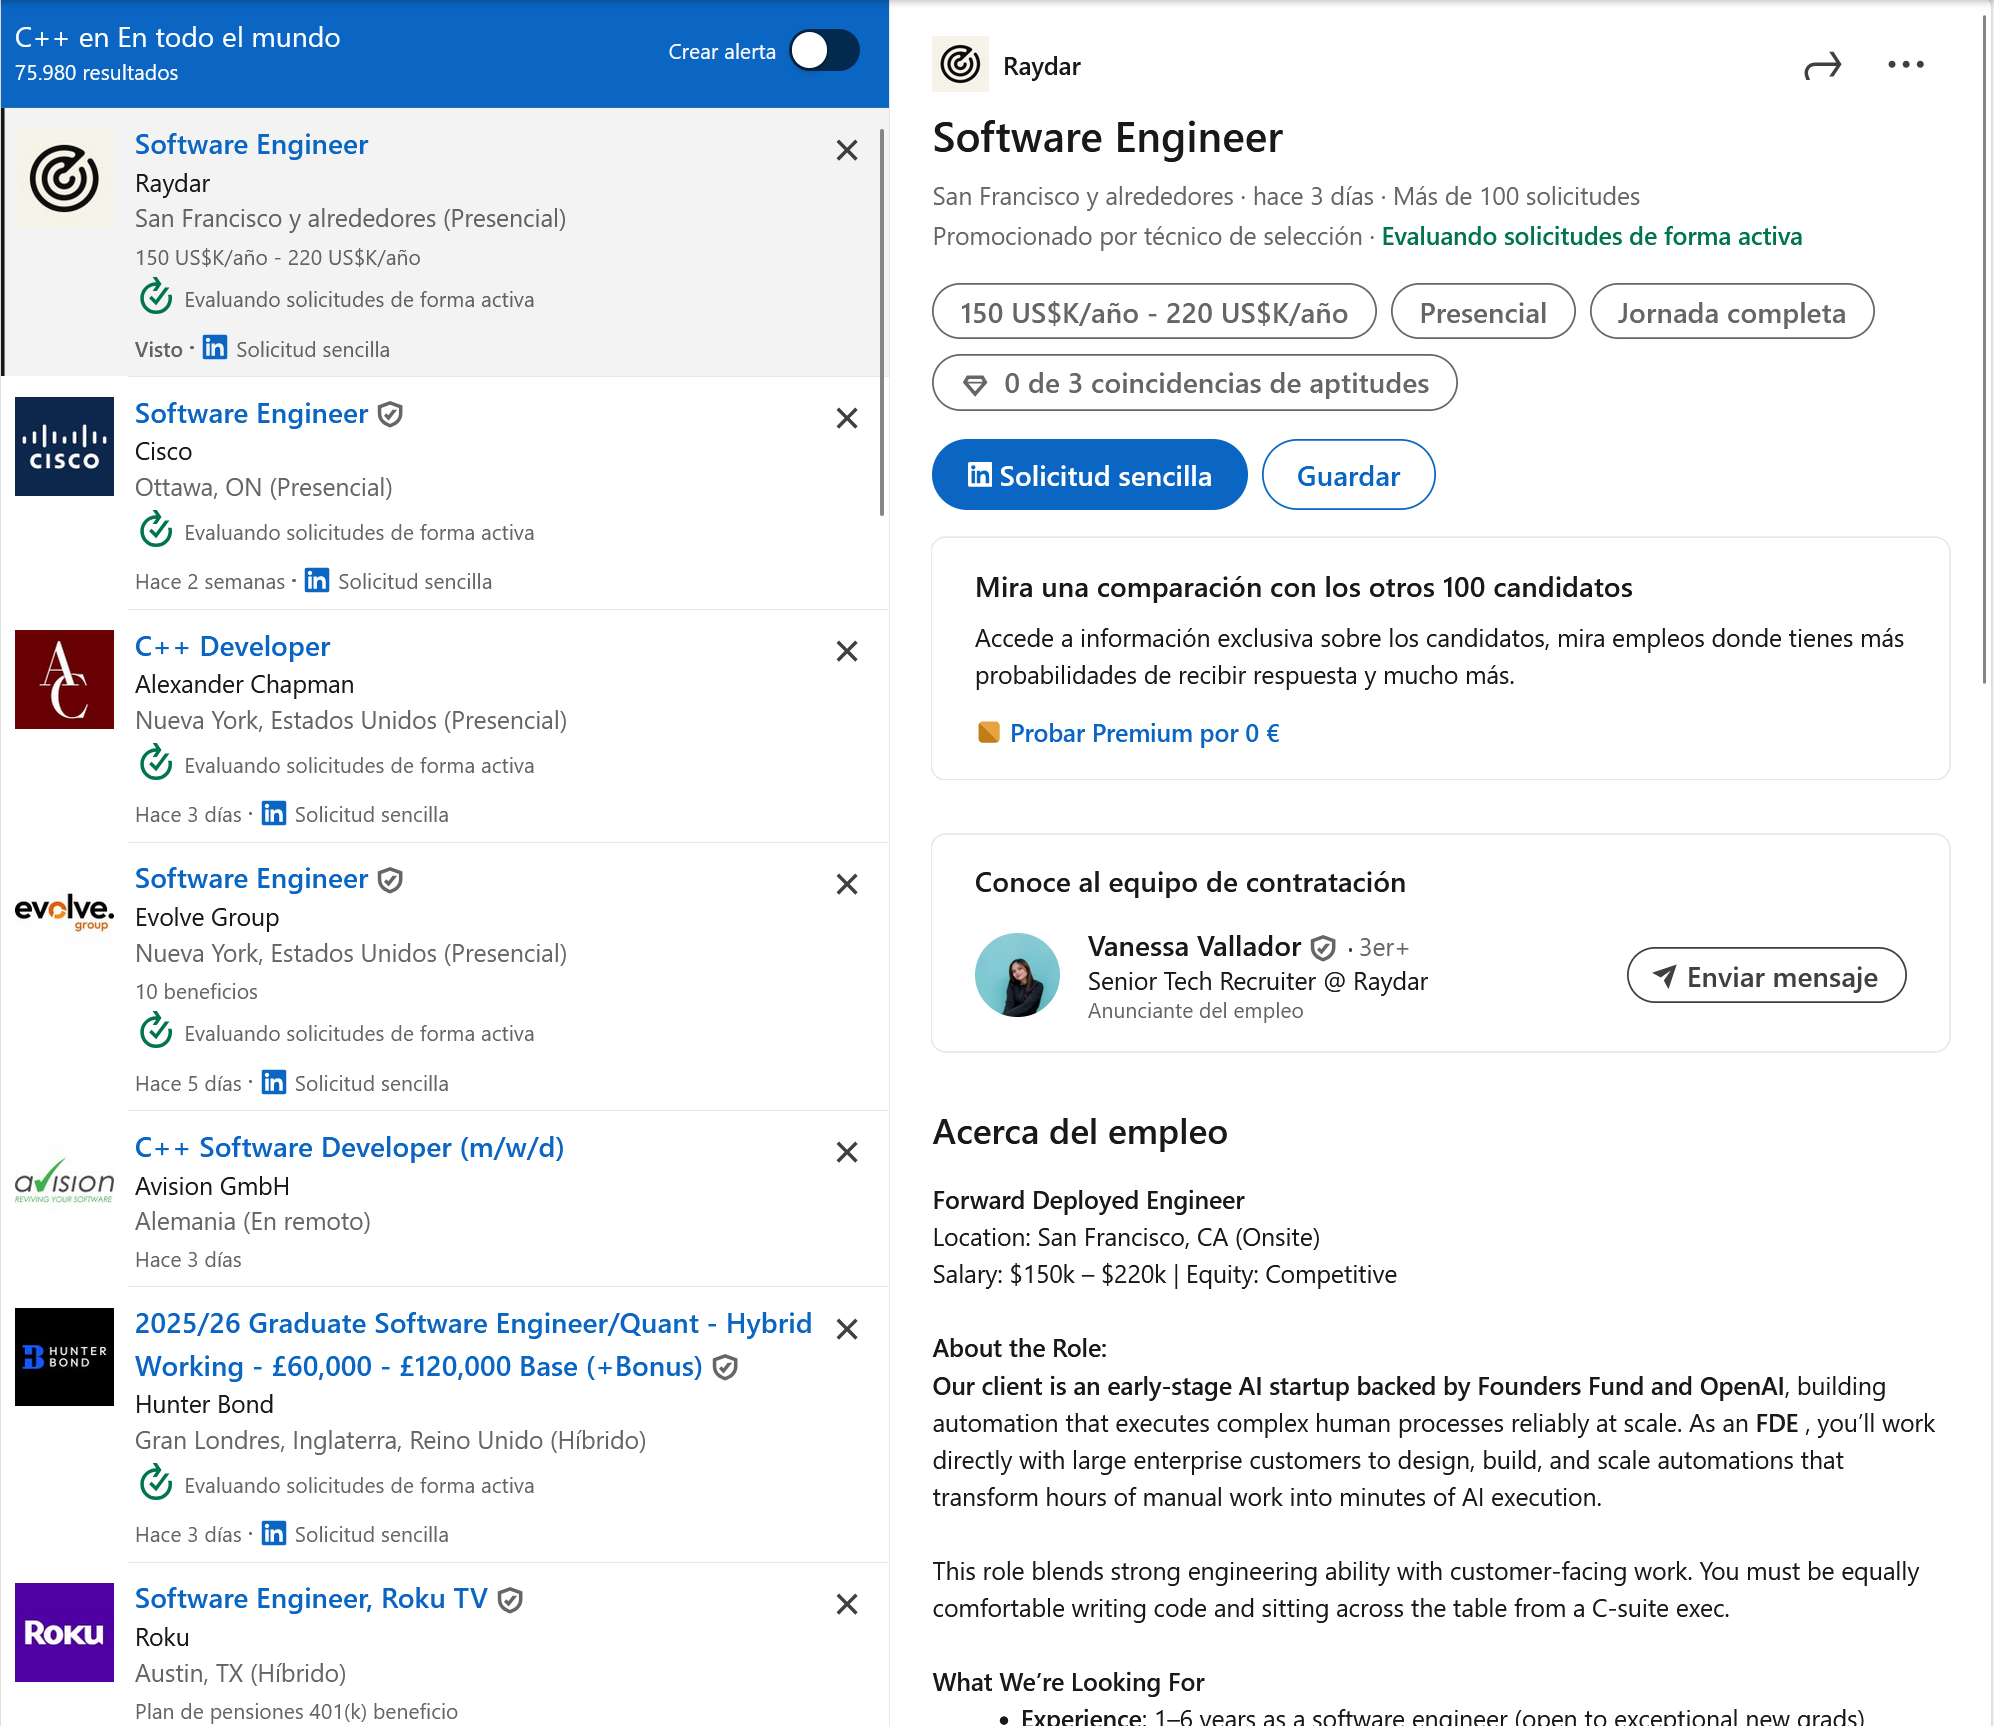 C++ en En todo el mundo
75.980 resultados
Crear alerta
Software Engineer
Raydar
San Francisco y alrededores (Presencial)
150 US$K/año - 220 US$K/año
Evaluando solicitudes de forma activa
Visto · in Solicitud sencilla
CISCO
Software Engineer
Cisco
Ottawa, ON (Presencial)
Evaluando solicitudes de forma activa
Hace 2 semanas · in Solicitud sencilla
AC
C++ Developer
Alexander Chapman
Nueva York, Estados Unidos (Presencial)
Evaluando solicitudes de forma activa
Hace 3 días · in Solicitud sencilla
evolve.
group
Software Engineer
Evolve Group
Nueva York, Estados Unidos (Presencial)
10 beneficios
Evaluando solicitudes de forma activa
Hace 5 días · in Solicitud sencilla
avision
REVIVING YOUR SOFTWARE
C++ Software Developer (m/w/d)
Avision GmbH
Alemania (En remoto)
Hace 3 días
HUNTER
BOND
2025/26 Graduate Software Engineer/Quant - Hybrid
Working - £60,000 - £120,000 Base (+Bonus)
Hunter Bond
Gran Londres, Inglaterra, Reino Unido (Híbrido)
Evaluando solicitudes de forma activa
Hace 3 días · in Solicitud sencilla
ROKU
Software Engineer, Roku TV
Roku
Austin, TX (Híbrido)
Plan de pensiones 401(k) beneficio
Raydar
Software Engineer
San Francisco y alrededores · hace 3 días · Más de 100 solicitudes
Promocionado por técnico de selección · Evaluando solicitudes de forma activa
150 US$K/año - 220 US$K/año
Presencial
Jornada completa
0 de 3 coincidencias de aptitudes
in Solicitud sencilla
Guardar
Mira una comparación con los otros 100 candidatos
Accede a información exclusiva sobre los candidatos, mira empleos donde tienes más
probabilidades de recibir respuesta y mucho más.
Probar Premium por 0 €
Conoce al equipo de contratación
Vanessa Vallador · 3er+
Senior Tech Recruiter @ Raydar
Anunciante del empleo
Enviar mensaje
Acerca del empleo
Forward Deployed Engineer
Location: San Francisco, CA (Onsite)
Salary: $150k – $220k | Equity: Competitive
About the Role:
Our client is an early-stage AI startup backed by Founders Fund and OpenAI, building
automation that executes complex human processes reliably at scale. As an FDE , you’ll work
directly with large enterprise customers to design, build, and scale automations that
transform hours of manual work into minutes of AI execution.
This role blends strong engineering ability with customer-facing work. You must be equally
comfortable writing code and sitting across the table from a C-suite exec.
What We’re Looking For
• Experience: 1–6 years as a software engineer (open to exceptional new grads)